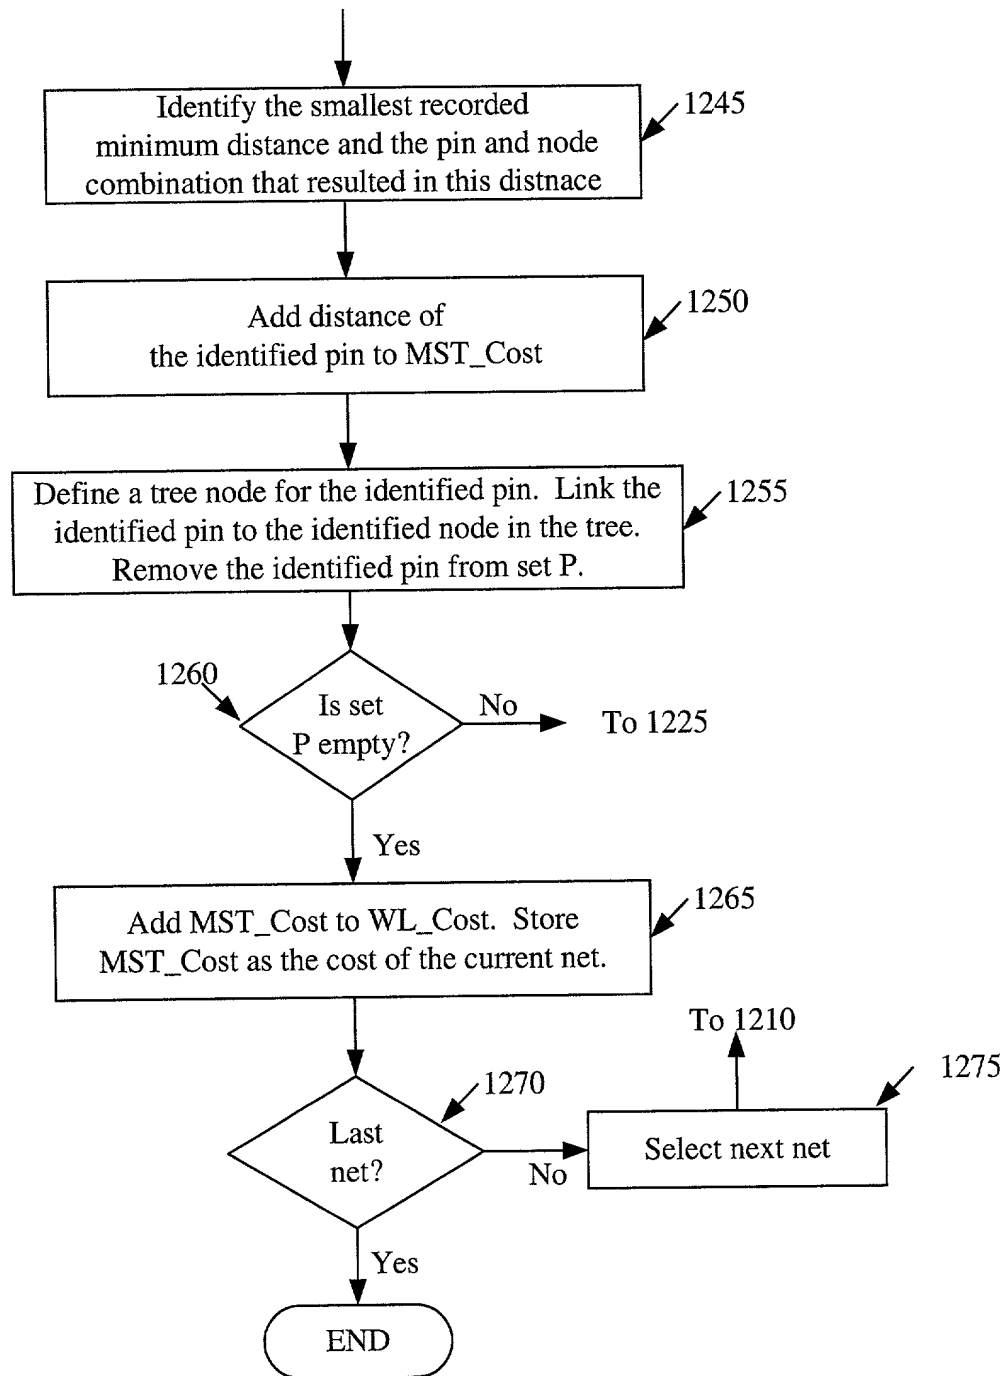 Identify the smallest recorded
minimum distance and the pin and node
combination that resulted in this distnace
1245
Add distance of
the identified pin to MST_Cost
1250
Define a tree node for the identified pin. Link the
identified pin to the identified node in the tree.
Remove the identified pin from set P.
1255
1260
Is set
P empty?
No
To 1225
Yes
Add MST_Cost to WL_Cost. Store
MST_Cost as the cost of the current net.
1265
To 1210
1270
1275
Last
net?
No
Select next net
Yes
END